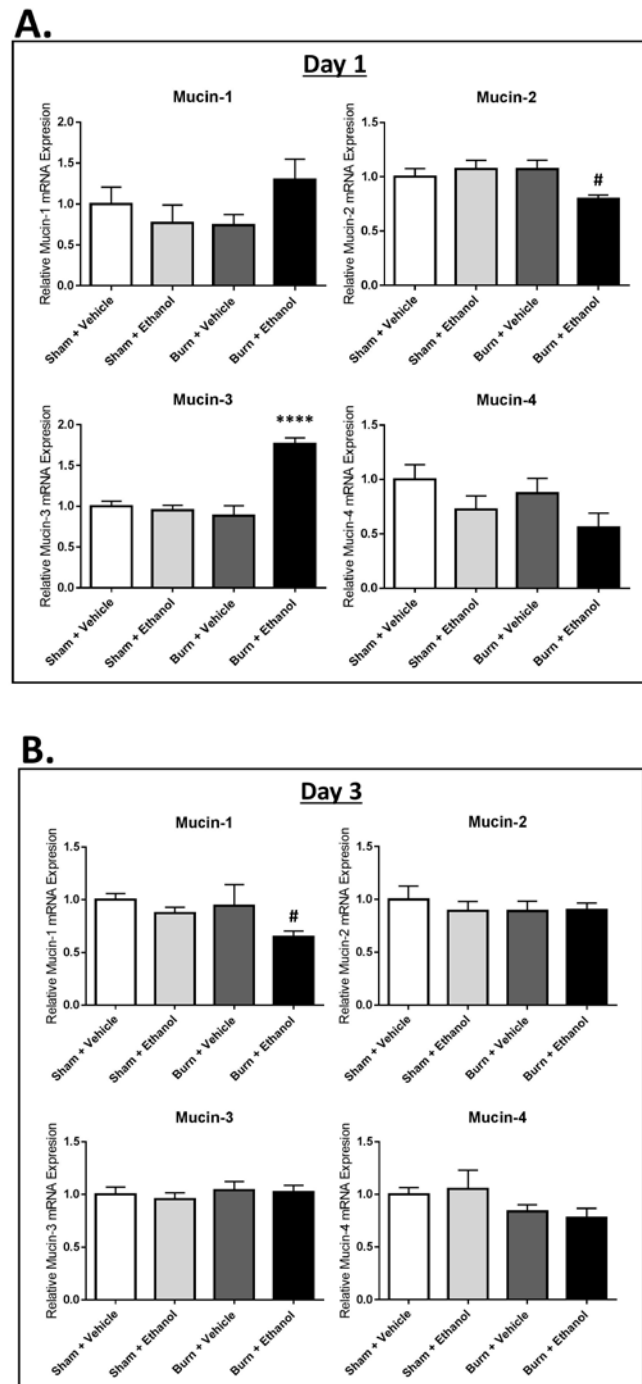 A.
Day 1
Mucin-1
Relative Mucin-1 mRNA Expresion
2.0
1.5
1.0
0.5
0.0
Sham + Vehicle
Sham + Ethanol
Burn + Vehicle
Burn + Ethanol
Mucin-2
Relative Mucin-2 mRNA Expresion
1.5
1.0
0.5
0.0
#
Sham + Vehicle
Sham + Ethanol
Burn + Vehicle
Burn + Ethanol
Mucin-3
Relative Mucin-3 mRNA Expresion
2.0
1.5
1.0
0.5
0.0
****
Sham + Vehicle
Sham + Ethanol
Burn + Vehicle
Burn + Ethanol
Mucin-4
Relative Mucin-4 mRNA Expresion
1.5
1.0
0.5
0.0
Sham + Vehicle
Sham + Ethanol
Burn + Vehicle
Burn + Ethanol
B.
Day 3
Mucin-1
Relative Mucin-1 mRNA Expresion
1.5
1.0
0.5
0.0
#
Sham + Vehicle
Sham + Ethanol
Burn + Vehicle
Burn + Ethanol
Mucin-2
Relative Mucin-2 mRNA Expresion
1.5
1.0
0.5
0.0
Sham + Vehicle
Sham + Ethanol
Burn + Vehicle
Burn + Ethanol
Mucin-3
Relative Mucin-3 mRNA Expresion
1.5
1.0
0.5
0.0
Sham + Vehicle
Sham + Ethanol
Burn + Vehicle
Burn + Ethanol
Mucin-4
Relative Mucin-4 mRNA Expresion
1.5
1.0
0.5
0.0
Sham + Vehicle
Sham + Ethanol
Burn + Vehicle
Burn + Ethanol